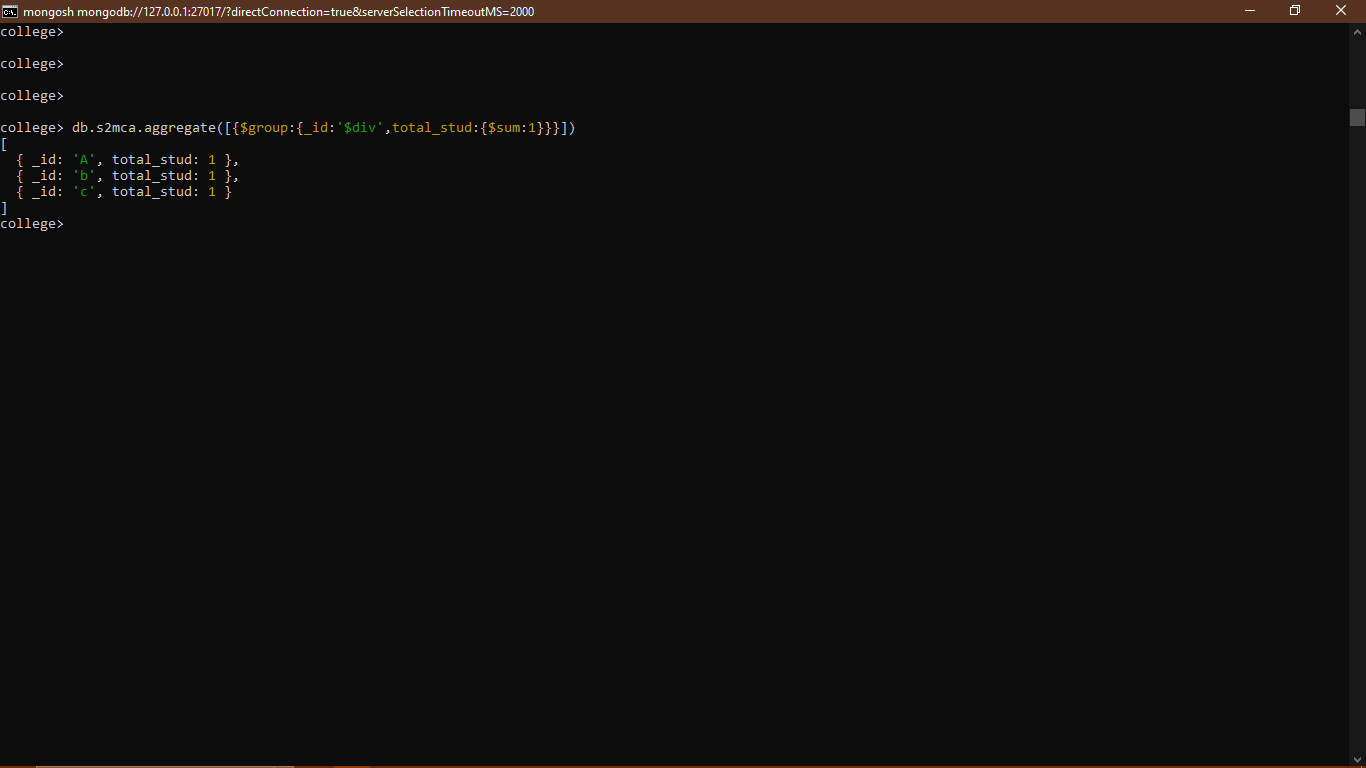 mongosh mongodb://127.0.0.1:27017/?directConnection=true&serverSelectionTimeoutMS=2000
college>
college>
college>
college> db.s2mca.aggregate([{$group:{_id:'$div',total_stud:{$sum:1}}}])
[
  { _id: 'A', total_stud: 1 },
  { _id: 'b', total_stud: 1 },
  { _id: 'c', total_stud: 1 }
]
college>